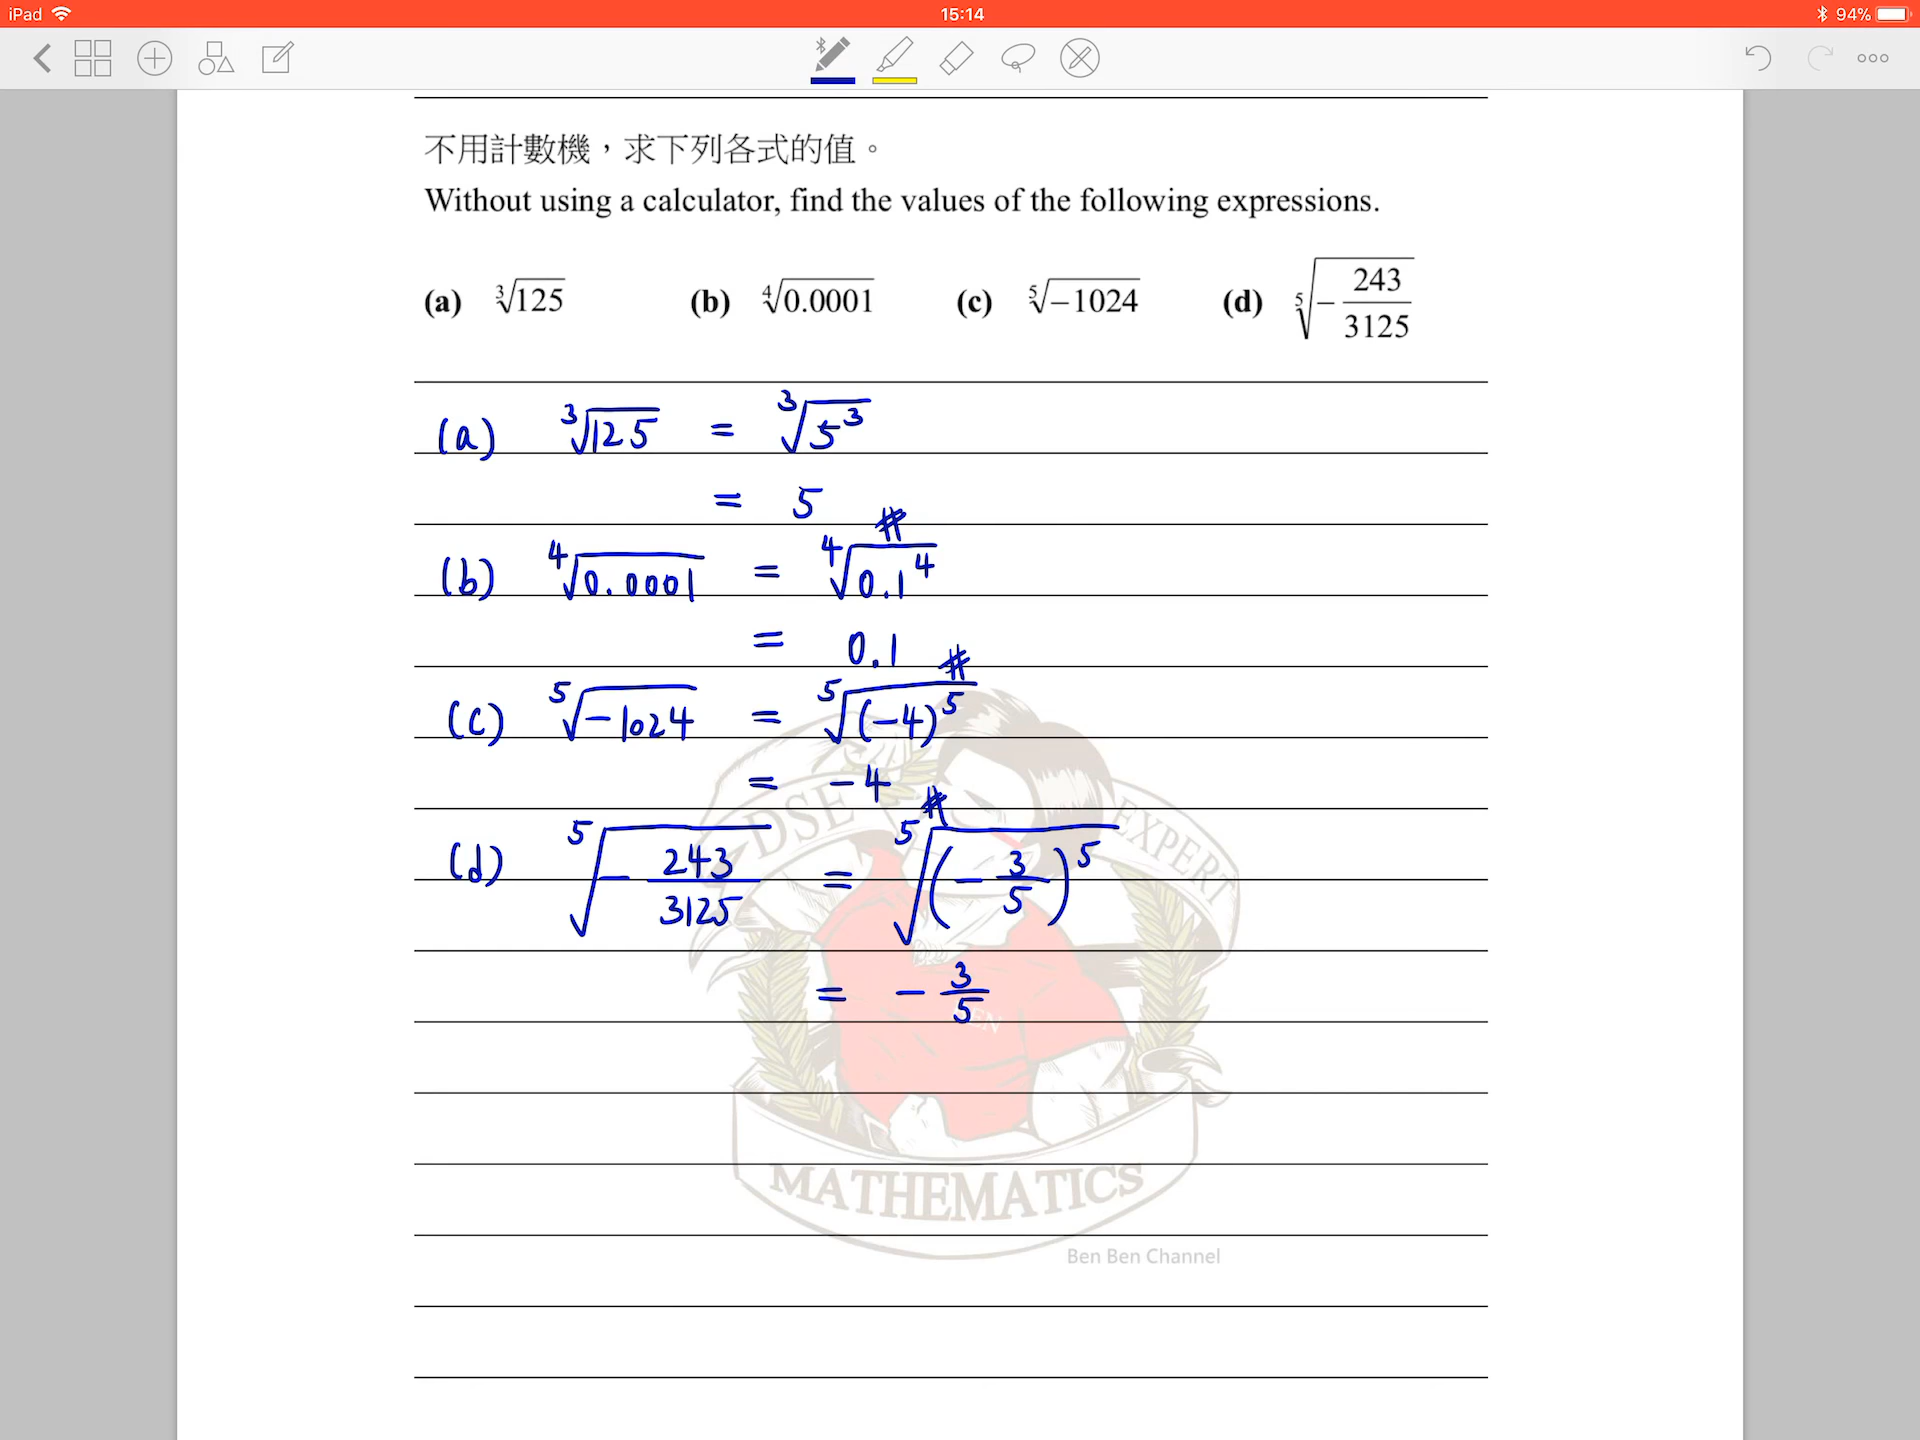 iPad 15:14 94%
不用計數機，求下列各式的值。
Without using a calculator, find the values of the following expressions.
(a) ∛125 (b) ∜0.0001 (c) ⁵√−1024 (d) ⁵√(−243/3125)
(a) ∛125 = ∛5³
= 5 #
(b) ∜0.0001 = ∜0.1⁴
= 0.1 #
(c) ⁵√−1024 = ⁵√(−4)⁵
= −4 #
(d) ⁵√(−243/3125) = ⁵√(−3/5)⁵
= −3/5
DSE EXPERT
EN
MATHEMATICS
Ben Ben Channel